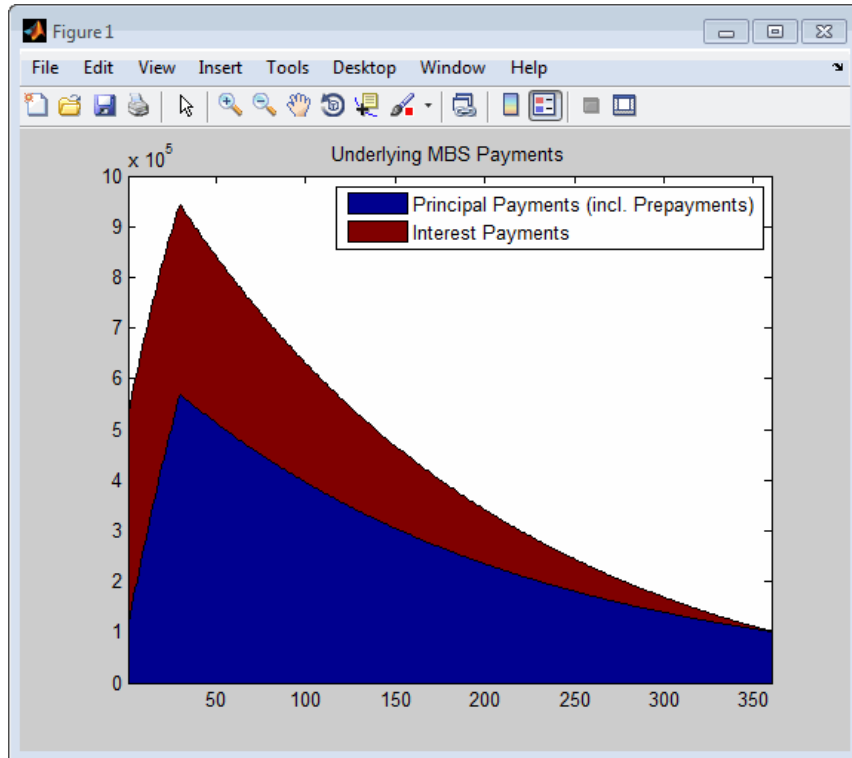 Figure 1
File Edit View Insert Tools Desktop Window Help
x 10^5
Underlying MBS Payments
10
9
8
7
6
5
4
3
2
1
0
Principal Payments (incl. Prepayments)
Interest Payments
50 100 150 200 250 300 350